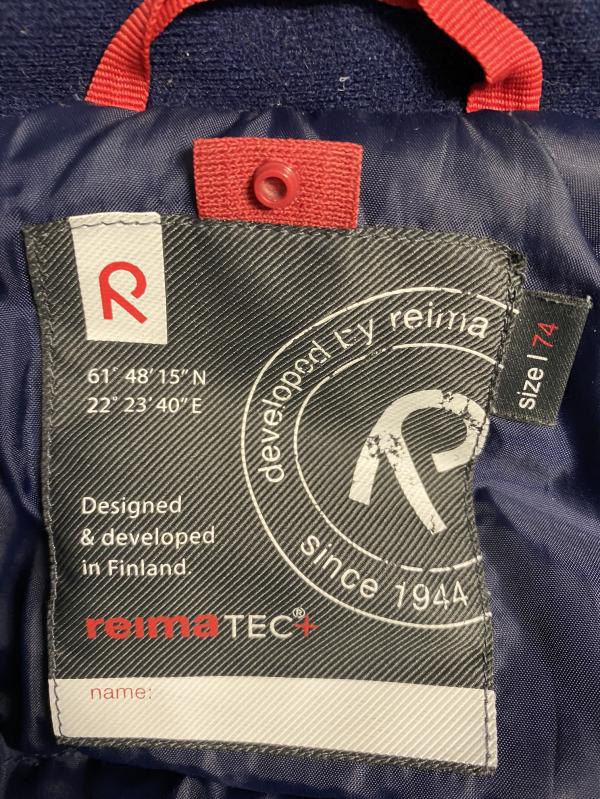 61° 48' 15" N
22° 23' 40" E
developed by reima
since 1944
size | 74
Designed
& developed
in Finland.
reimaTEC®+
name: